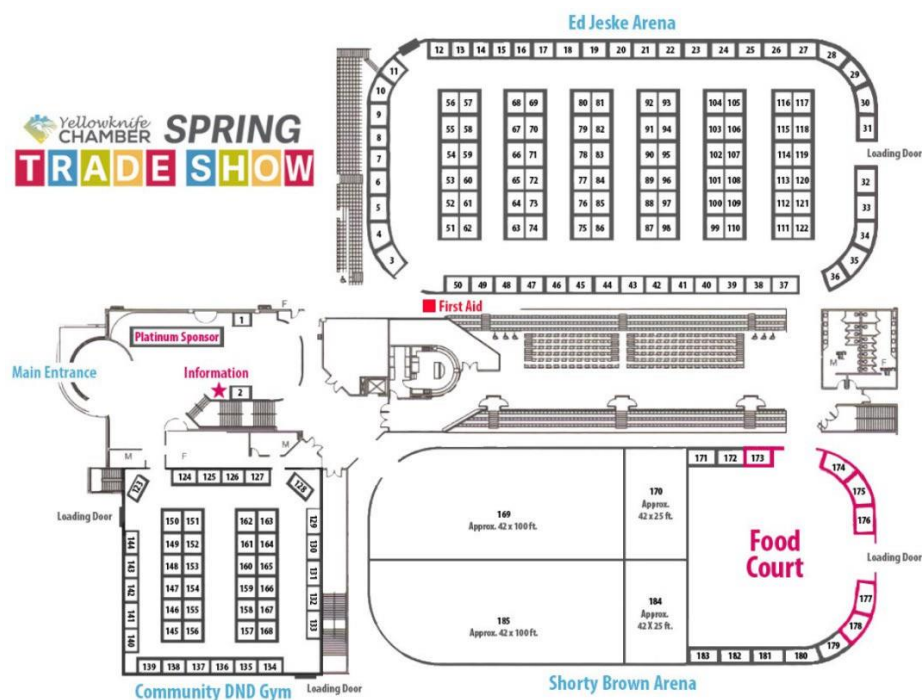 Yellowknife
CHAMBER SPRING
TRADE SHOW
Ed Jeske Arena
12 13 14 15 16 17 18 19 20 21 22 23 24 25 26 27 28
29
30
31
11
10
9
8
7
6
5
4
3
56 57 68 69 80 81 92 93 104 105 116 117
55 58 67 70 79 82 91 94 103 106 115 118
54 59 66 71 78 83 90 95 102 107 114 119
53 60 65 72 77 84 89 96 101 108 113 120
52 61 64 73 76 85 88 97 100 109 112 121
51 62 63 74 75 86 87 98 99 110 111 122
Loading Door
32
33
34
35
36
50 49 48 47 46 45 44 43 42 41 40 39 38 37
First Aid
F
1
Platinum Sponsor
Main Entrance
Information
2
M F
M F M
123 124 125 126 127 128
Loading Door
150 151 162 163
149 152 161 164
148 153 160 165
147 154 159 166
146 155 158 167
145 156 157 168
144
143
142
141
140
129
130
131
132
133
139 138 137 136 135 134
Community DND Gym
Loading Door
171 172 173
174
175
176
169
Approx. 42 x 100 ft.
170
Approx.
42 x 25 ft.
Food
Court
Loading Door
185
Approx. 42 x 100 ft.
184
Approx.
42 X 25 ft.
177
178
179
183 182 181 180
Shorty Brown Arena